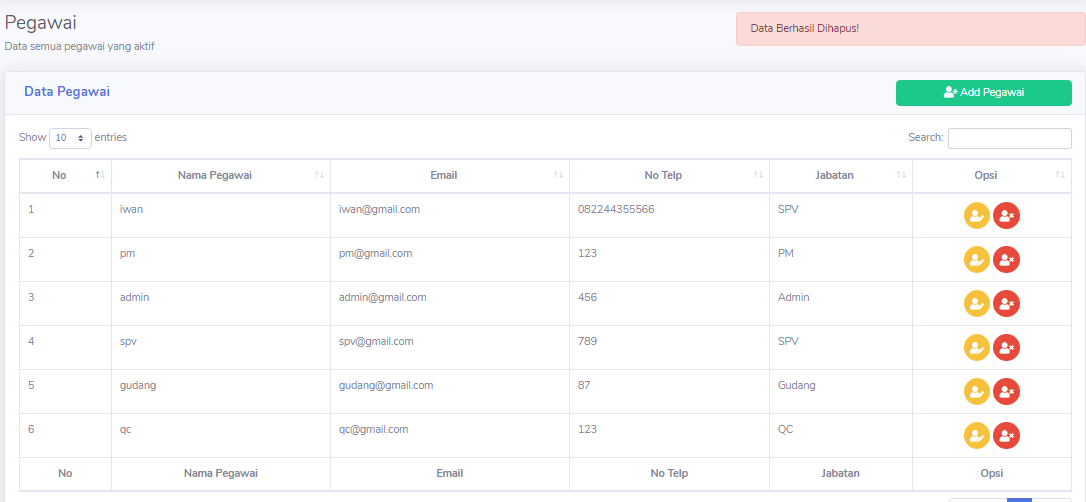 Pegawai
Data semua pegawai yang aktif
Data Berhasil Dihapus!
Data Pegawai
Add Pegawai
Show 10 entries
Search:
No Nama Pegawai Email No Telp Jabatan Opsi
1 iwan iwan@gmail.com 082244355566 SPV
2 pm pm@gmail.com 123 PM
3 admin admin@gmail.com 456 Admin
4 spv spv@gmail.com 789 SPV
5 gudang gudang@gmail.com 87 Gudang
6 qc qc@gmail.com 123 QC
No Nama Pegawai Email No Telp Jabatan Opsi